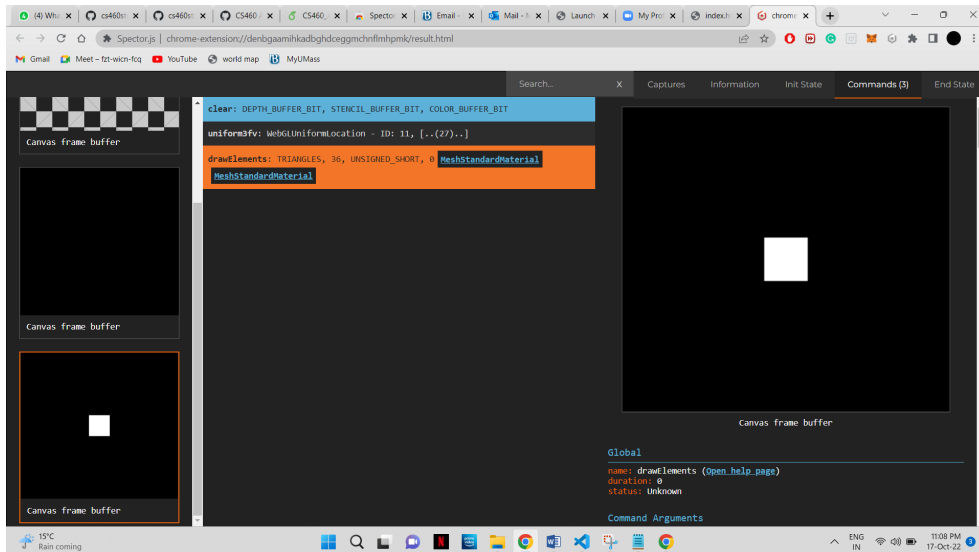 (4) Wha
cs460st
cs460st
CS460
CS460_
Spector
Email -
Mail - N
Launch
My Prof
index.h
chrome
Spector.js | chrome-extension://denbgaamihkadbghdceggmchnflmhpmk/result.html
Gmail
Meet – fzt-wicn-fcq
YouTube
world map
MyUMass
Search...
X
Captures
Information
Init State
Commands (3)
End State
Canvas frame buffer
Canvas frame buffer
Canvas frame buffer
clear: DEPTH_BUFFER_BIT, STENCIL_BUFFER_BIT, COLOR_BUFFER_BIT
uniform3fv: WebGLUniformLocation - ID: 11, [..(27)..]
drawElements: TRIANGLES, 36, UNSIGNED_SHORT, 0 MeshStandardMaterial
MeshStandardMaterial
Canvas frame buffer
Global
name: drawElements (Open help page)
duration: 0
status: Unknown
Command Arguments
15°C
Rain coming
ENG
IN
11:08 PM
17-Oct-22
3